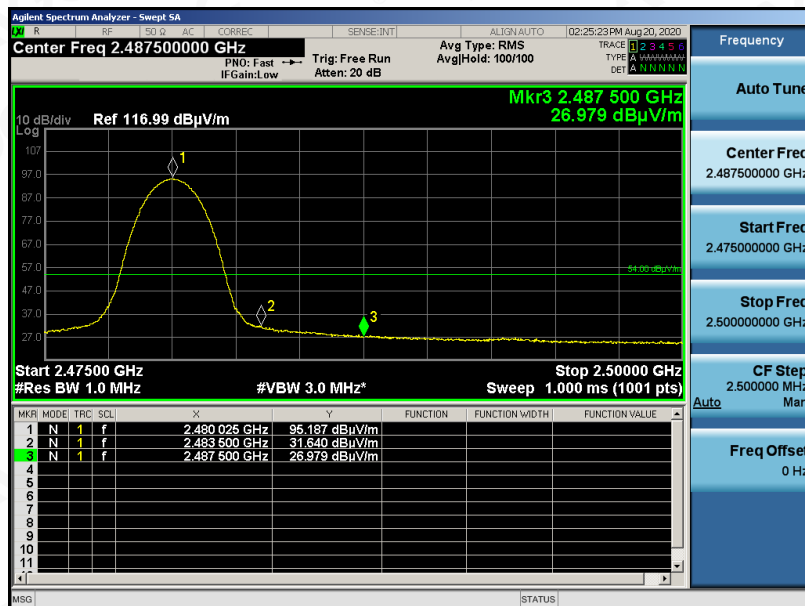 Agilent Spectrum Analyzer - Swept SA
R RF 50 Ω AC CORREC SENSE:INT ALIGN AUTO 02:25:23 PM Aug 20, 2020
Center Freq 2.487500000 GHz
PNO: Fast
IFGain:Low
Trig: Free Run
Atten: 20 dB
Avg Type: RMS
Avg|Hold: 100/100
TRACE 1 2 3 4 5 6
TYPE A WWWWW
DET A N N N N N
Mkr3 2.487 500 GHz
26.979 dBµV/m
10 dB/div Ref 116.99 dBµV/m
Log
107
97.0
87.0
77.0
67.0
57.0
47.0
37.0
27.0
1
2
3
54.00 dBµV/m
Start 2.47500 GHz Stop 2.50000 GHz
#Res BW 1.0 MHz #VBW 3.0 MHz* Sweep 1.000 ms (1001 pts)
MKR MODE TRC SCL X Y FUNCTION FUNCTION WIDTH FUNCTION VALUE
1 N 1 f 2.480 025 GHz 95.187 dBµV/m
2 N 1 f 2.483 500 GHz 31.640 dBµV/m
3 N 1 f 2.487 500 GHz 26.979 dBµV/m
4
5
6
7
8
9
10
11
MSG STATUS
Frequency
Auto Tune
Center Freq
2.487500000 GHz
Start Freq
2.475000000 GHz
Stop Freq
2.500000000 GHz
CF Step
2.500000 MHz
Auto Man
Freq Offset
0 Hz